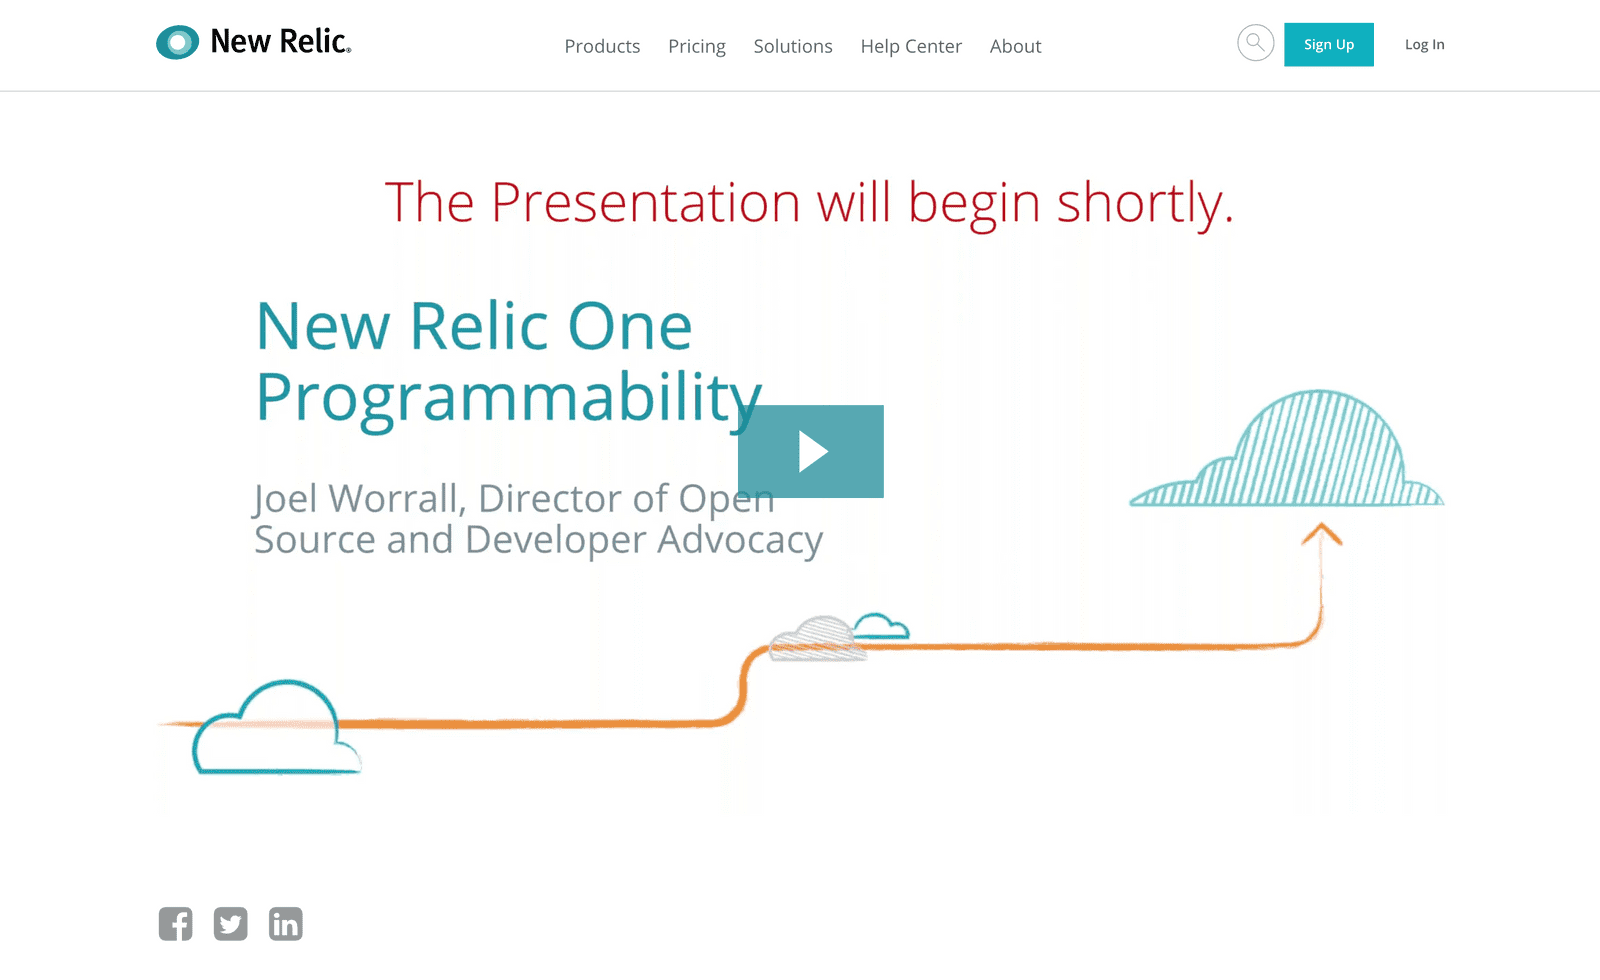 New Relic®
Products Pricing Solutions Help Center About
Sign Up
Log In
The Presentation will begin shortly.
New Relic One
Programmability
Joel Worrall, Director of Open
Source and Developer Advocacy